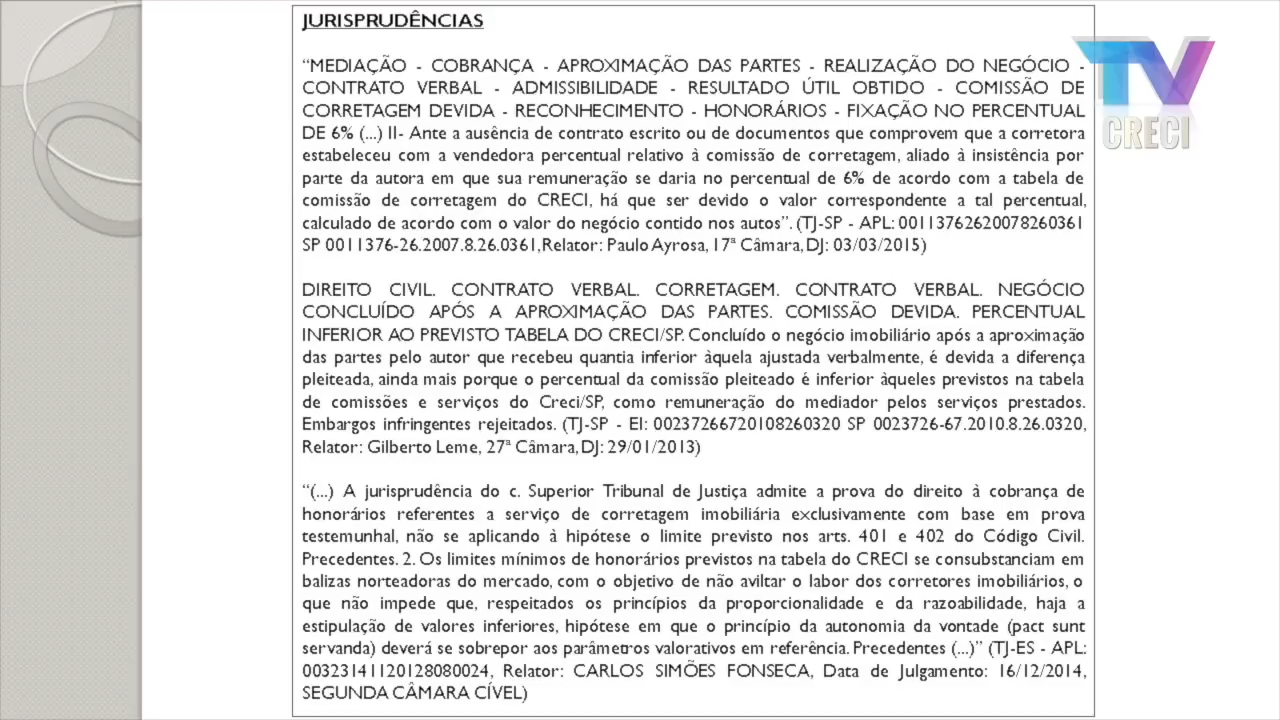 JURISPRUDÊNCIAS
“MEDIAÇÃO - COBRANÇA - APROXIMAÇÃO DAS PARTES - REALIZAÇÃO DO NEGÓCIO -
CONTRATO VERBAL - ADMISSIBILIDADE - RESULTADO ÚTIL OBTIDO - COMISSÃO DE
CORRETAGEM DEVIDA - RECONHECIMENTO - HONORÁRIOS - FIXAÇÃO NO PERCENTUAL
DE 6% (...) II- Ante a ausência de contrato escrito ou de documentos que comprovem que a corretora
estabeleceu com a vendedora percentual relativo à comissão de corretagem, aliado à insistência por
parte da autora em que sua remuneração se daria no percentual de 6% de acordo com a tabela de
comissão de corretagem do CRECI, há que ser devido o valor correspondente a tal percentual,
calculado de acordo com o valor do negócio contido nos autos”. (TJ-SP - APL: 00113762620078260361
SP 0011376-26.2007.8.26.0361, Relator: Paulo Ayrosa, 17ª Câmara, DJ: 03/03/2015)
DIREITO CIVIL. CONTRATO VERBAL. CORRETAGEM. CONTRATO VERBAL. NEGÓCIO
CONCLUÍDO APÓS A APROXIMAÇÃO DAS PARTES. COMISSÃO DEVIDA. PERCENTUAL
INFERIOR AO PREVISTO TABELA DO CRECI/SP. Concluído o negócio imobiliário após a aproximação
das partes pelo autor que recebeu quantia inferior àquela ajustada verbalmente, é devida a diferença
pleiteada, ainda mais porque o percentual da comissão pleiteado é inferior àqueles previstos na tabela
de comissões e serviços do Creci/SP, como remuneração do mediador pelos serviços prestados.
Embargos infringentes rejeitados. (TJ-SP - EI: 00237266720108260320 SP 0023726-67.2010.8.26.0320,
Relator: Gilberto Leme, 27ª Câmara, DJ: 29/01/2013)
“(...) A jurisprudência do c. Superior Tribunal de Justiça admite a prova do direito à cobrança de
honorários referentes a serviço de corretagem imobiliária exclusivamente com base em prova
testemunhal, não se aplicando à hipótese o limite previsto nos arts. 401 e 402 do Código Civil.
Precedentes. 2. Os limites mínimos de honorários previstos na tabela do CRECI se consubstanciam em
balizas norteadoras do mercado, com o objetivo de não aviltar o labor dos corretores imobiliários, o
que não impede que, respeitados os princípios da proporcionalidade e da razoabilidade, haja a
estipulação de valores inferiores, hipótese em que o princípio da autonomia da vontade (pact sunt
servanda) deverá se sobrepor aos parâmetros valorativos em referência. Precedentes (...)” (TJ-ES - APL:
00323141120128080024, Relator: CARLOS SIMÕES FONSECA, Data de Julgamento: 16/12/2014,
SEGUNDA CÂMARA CÍVEL)
TV
CRECI